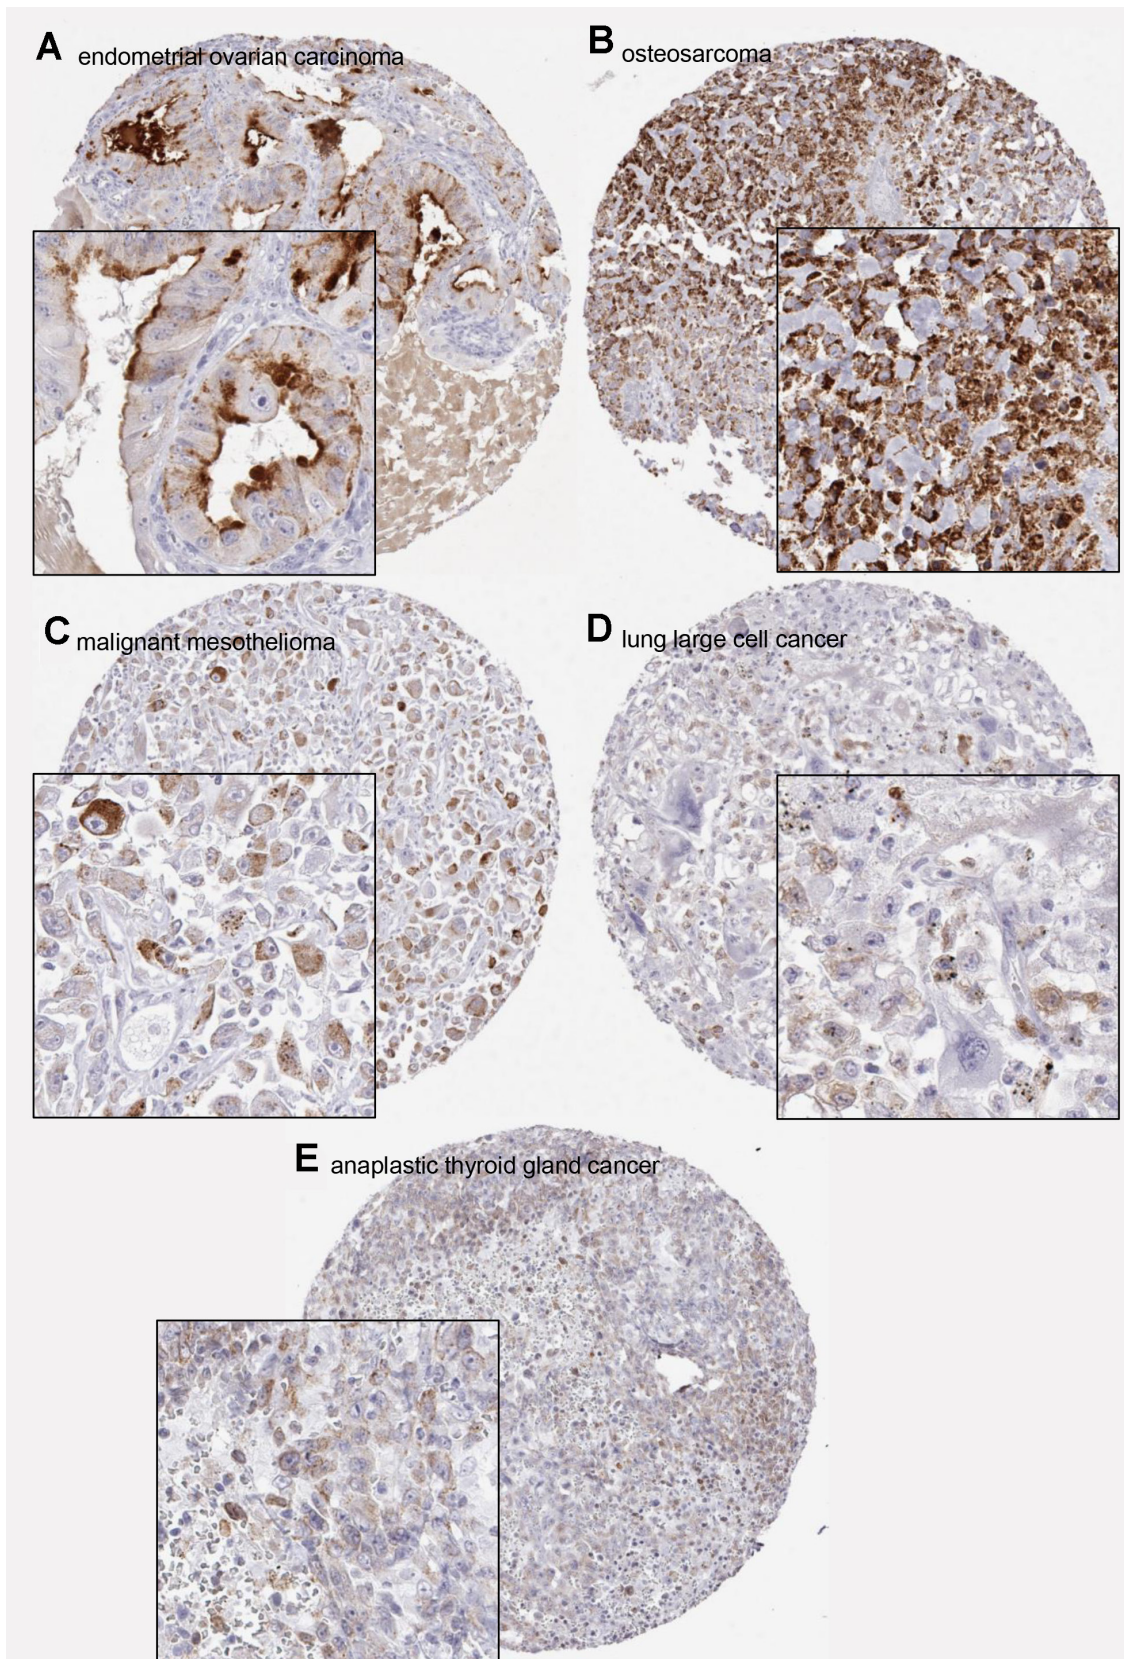 A endometrial ovarian carcinoma
B osteosarcoma
C malignant mesothelioma
D lung large cell cancer
E anaplastic thyroid gland cancer